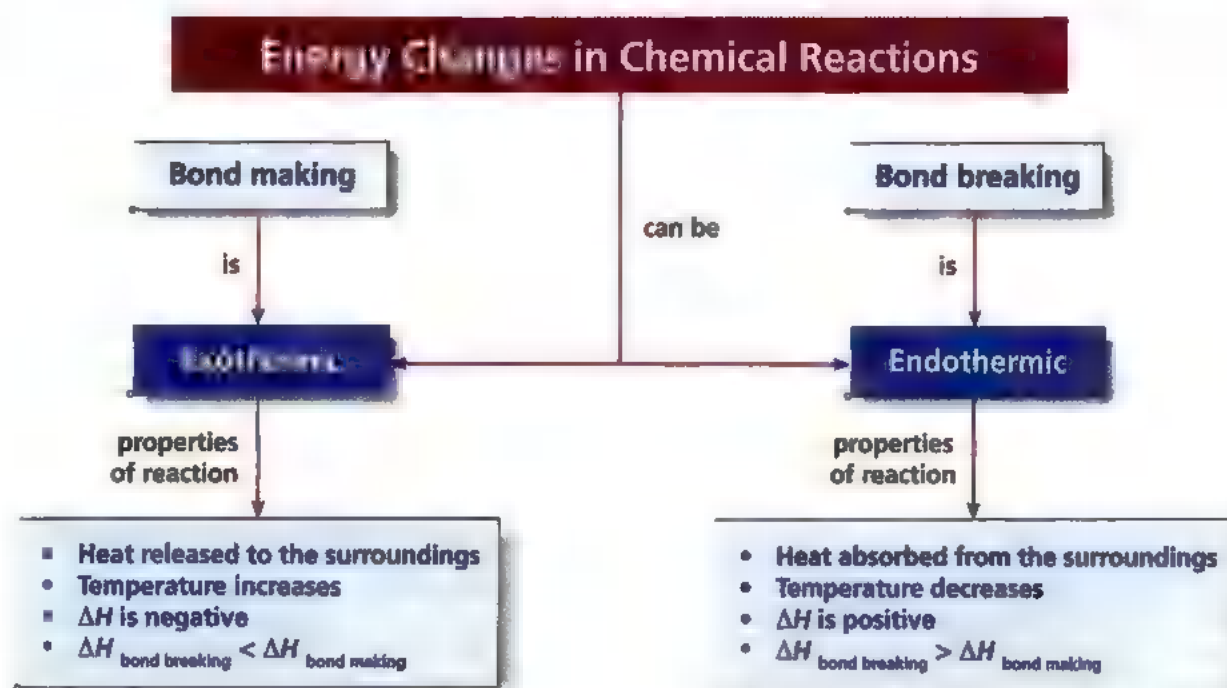 Energy Changes in Chemical Reactions
Bond making
Bond breaking
can be
is
is
Exothermic
Endothermic
properties
of reaction
properties
of reaction
▪ Heat released to the surroundings
• Temperature increases
▪ ΔH is negative
• ΔH bond breaking < ΔH bond making
• Heat absorbed from the surroundings
• Temperature decreases
• ΔH is positive
• ΔH bond breaking > ΔH bond making